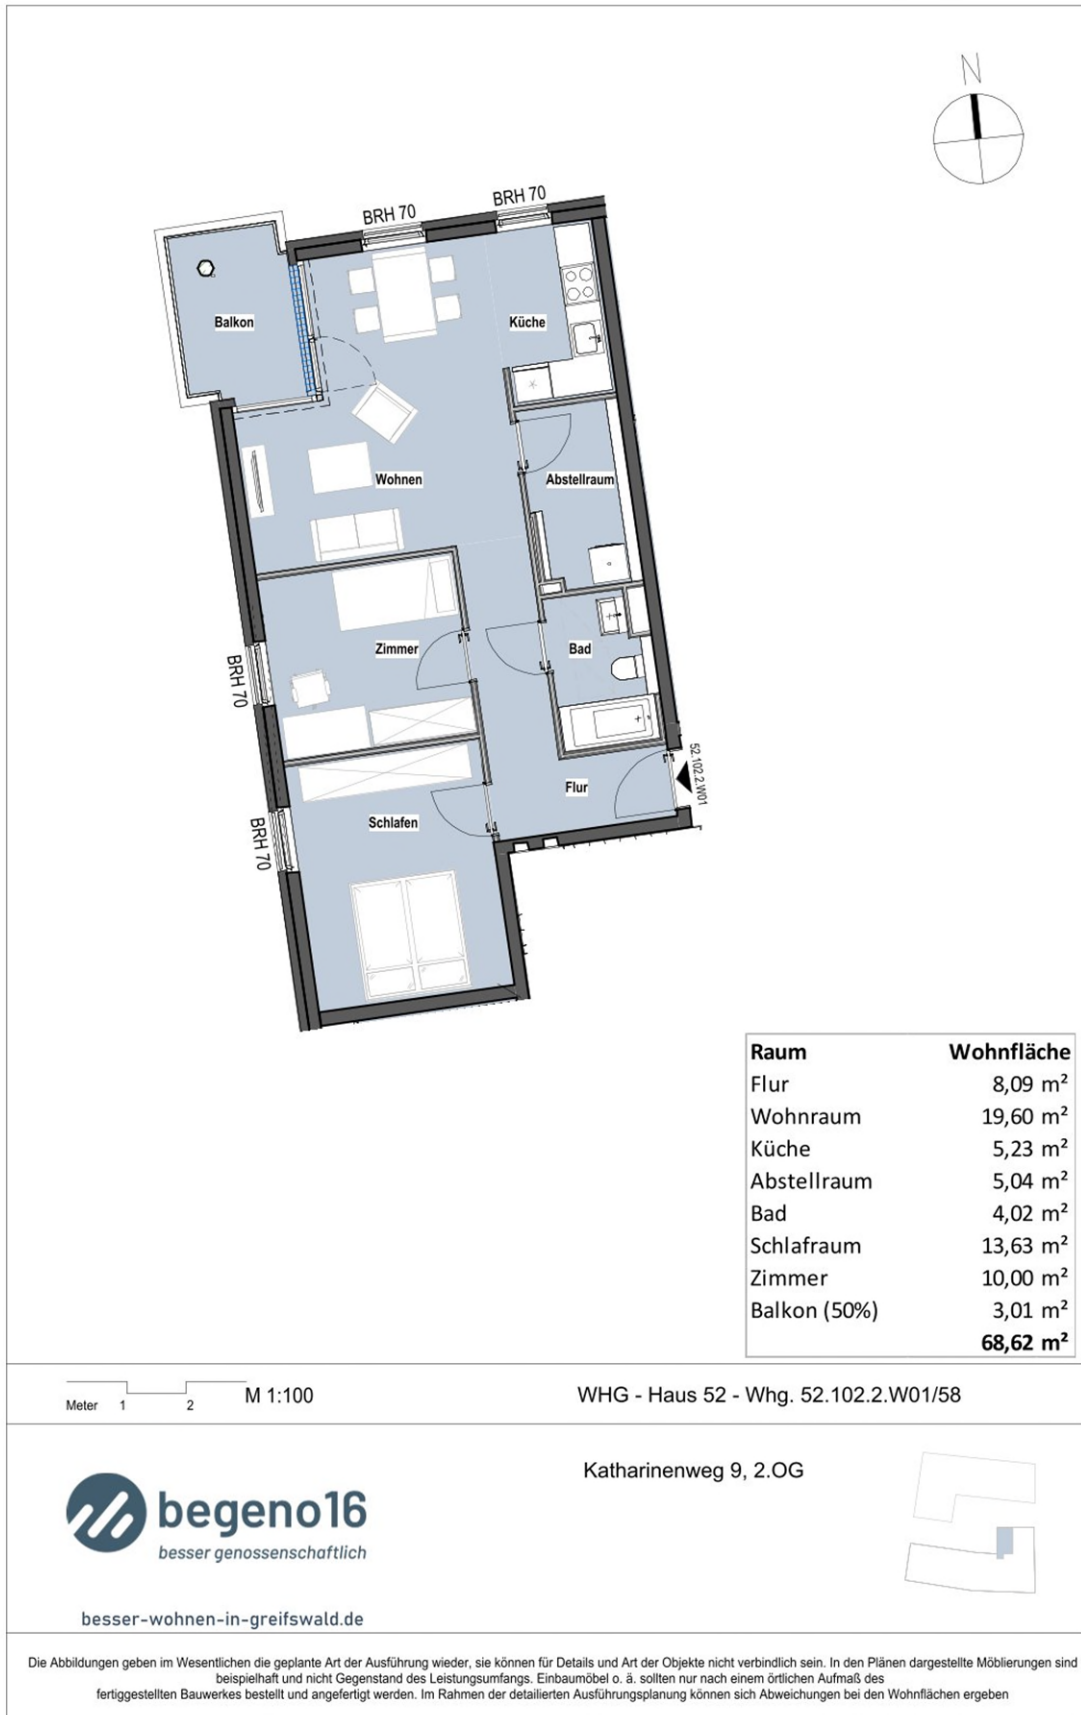 N
BRH 70
BRH 70
Balkon
Küche
Wohnen
Abstellraum
Zimmer
Bad
BRH 70
52.102.2.W01
Flur
Schlafen
BRH 70
Raum Wohnfläche
Flur 8,09 m²
Wohnraum 19,60 m²
Küche 5,23 m²
Abstellraum 5,04 m²
Bad 4,02 m²
Schlafraum 13,63 m²
Zimmer 10,00 m²
Balkon (50%) 3,01 m²
68,62 m²
Meter 1 2 M 1:100
WHG - Haus 52 - Whg. 52.102.2.W01/58
Katharinenweg 9, 2.OG
begeno16
besser genossenschaftlich
besser-wohnen-in-greifswald.de
Die Abbildungen geben im Wesentlichen die geplante Art der Ausführung wieder, sie können für Details und Art der Objekte nicht verbindlich sein. In den Plänen dargestellte Möblierungen sind
beispielhaft und nicht Gegenstand des Leistungsumfangs. Einbaumöbel o. ä. sollten nur nach einem örtlichen Aufmaß des
fertiggestellten Bauwerkes bestellt und angefertigt werden. Im Rahmen der detailierten Ausführungsplanung können sich Abweichungen bei den Wohnflächen ergeben